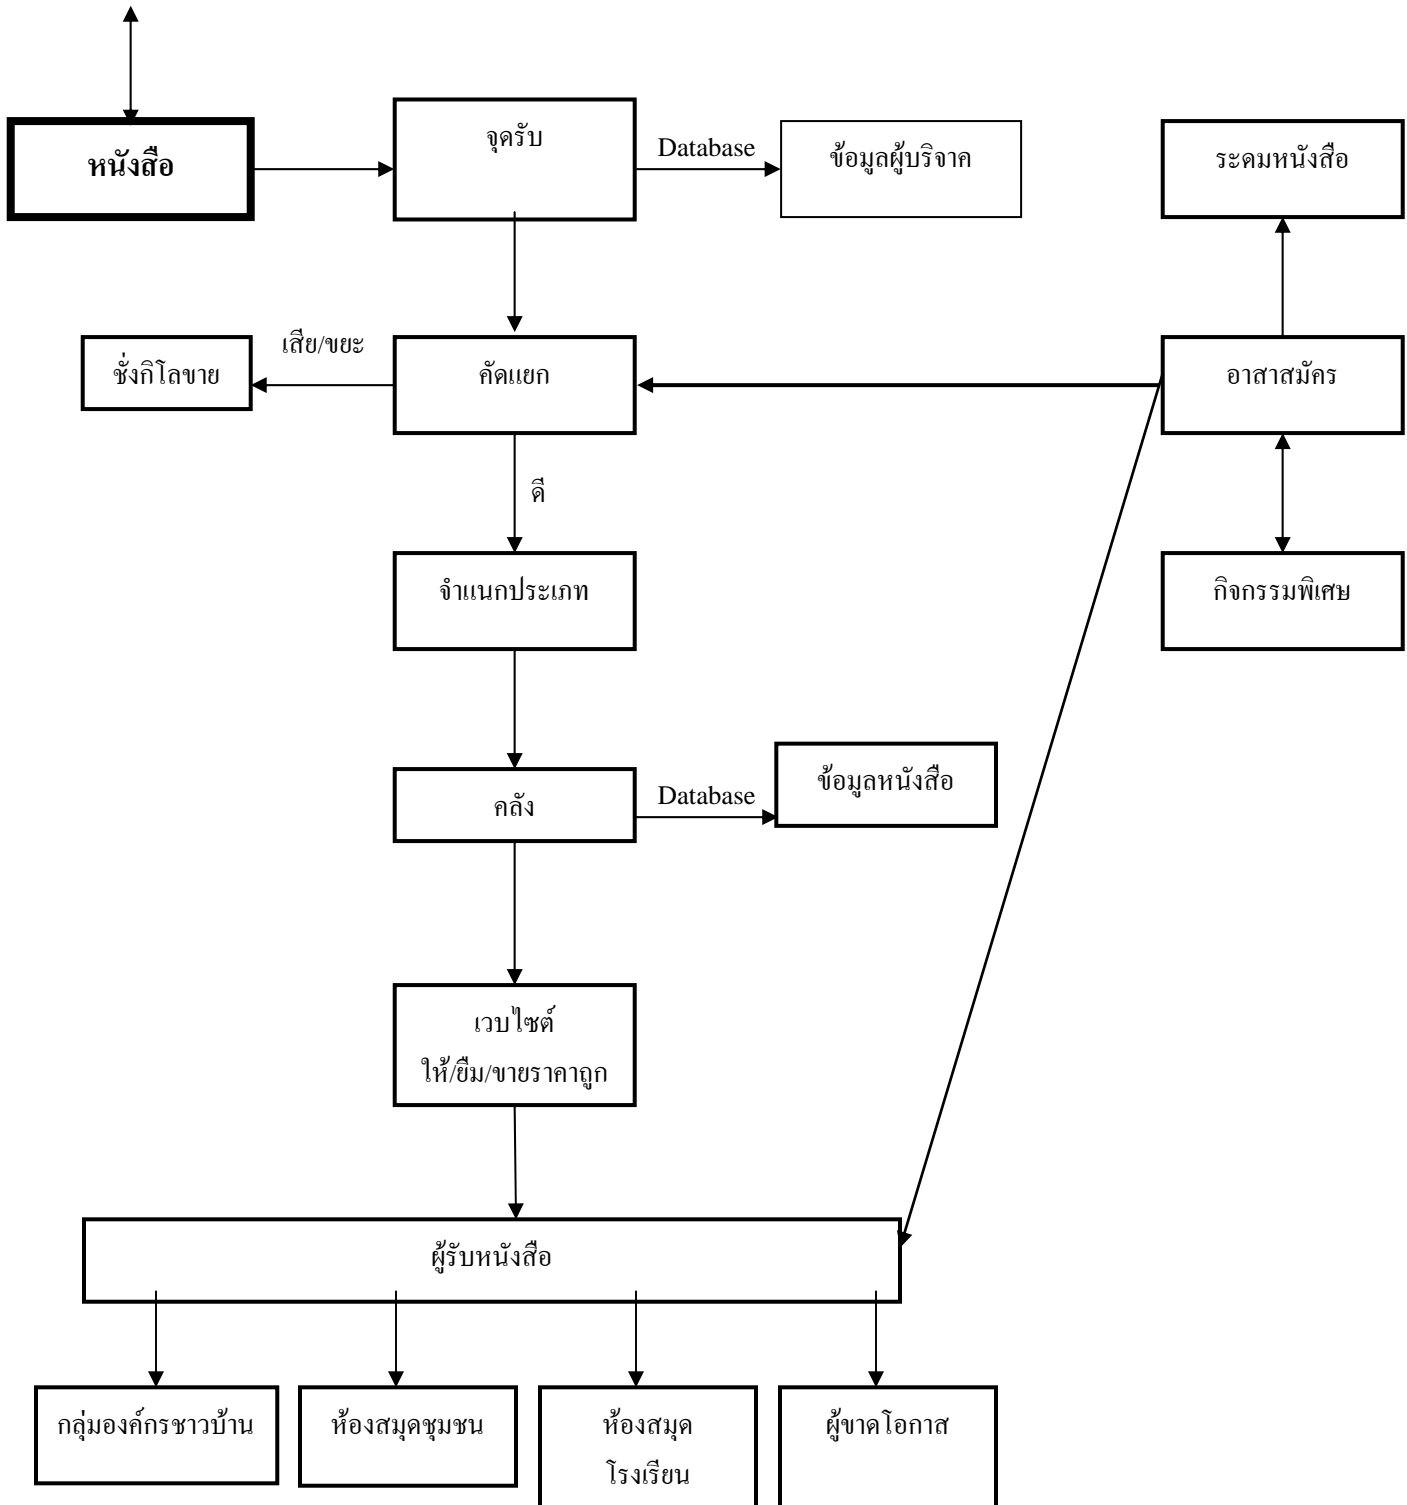 หนังสือ
จุดรับ
Database
ข้อมูลผู้บริจาค
ระดมหนังสือ
ชั่งกิโลขาย
เสีย/ขยะ
คัดแยก
อาสาสมัคร
ดี
จำแนกประเภท
กิจกรรมพิเศษ
คลัง
Database
ข้อมูลหนังสือ
เวบไซต์
ให้/ยืม/ขายราคาถูก
ผู้รับหนังสือ
กลุ่มองค์กรชาวบ้าน
ห้องสมุดชุมชน
ห้องสมุด
โรงเรียน
ผู้ขาดโอกาส